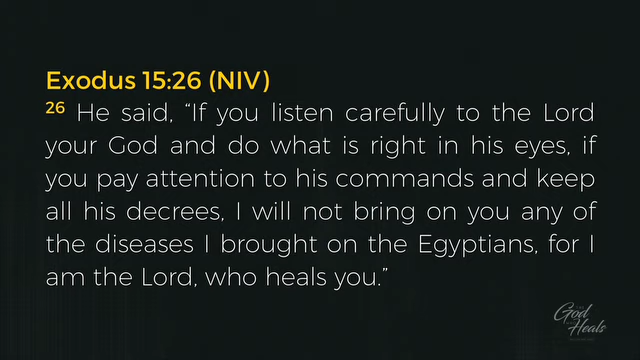 Exodus 15:26 (NIV)
26 He said, “If you listen carefully to the Lord
your God and do what is right in his eyes, if
you pay attention to his commands and keep
all his decrees, I will not bring on you any of
the diseases I brought on the Egyptians, for I
am the Lord, who heals you.”
God
Heals